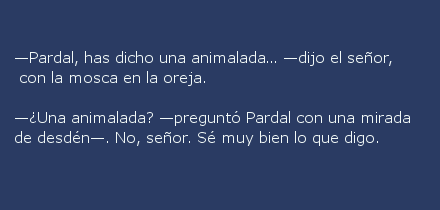 —Pardal, has dicho una animalada... —dijo el señor,
con la mosca en la oreja.
—¿Una animalada? —preguntó Pardal con una mirada
de desdén—. No, señor. Sé muy bien lo que digo.